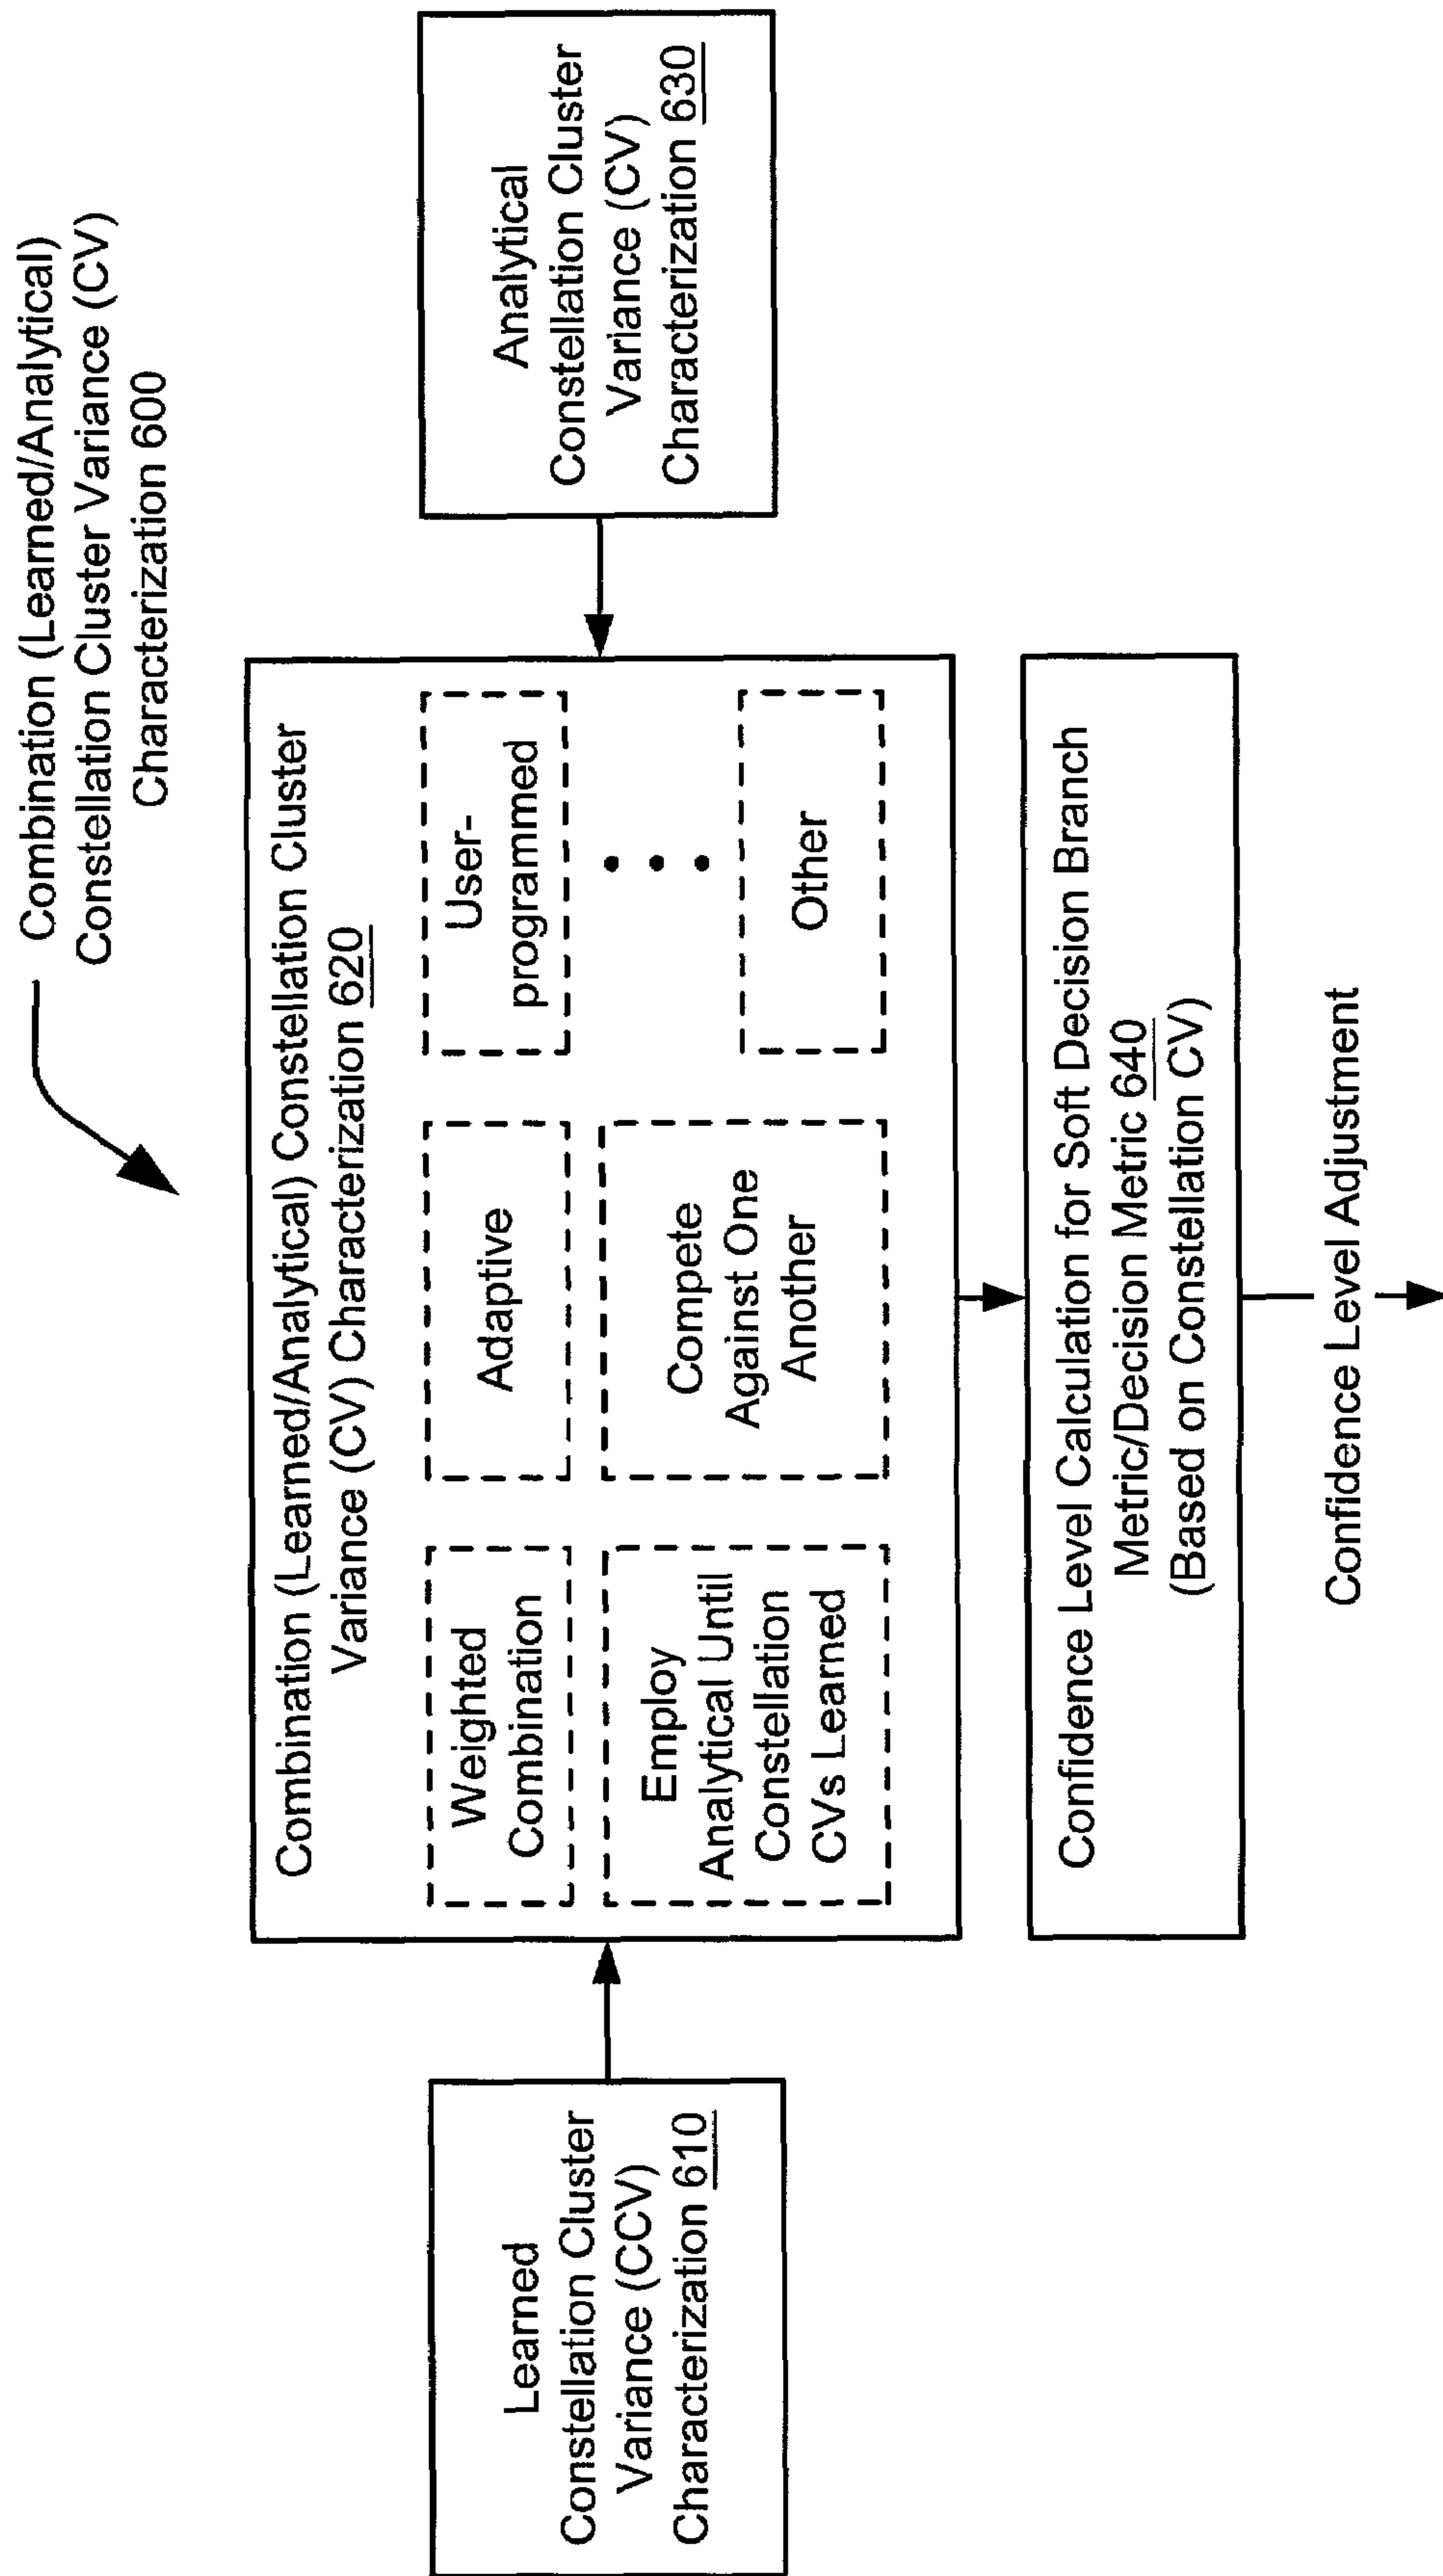 Combination (Learned/Analytical)
Constellation Cluster Variance (CV)
Characterization 600
Learned
Constellation Cluster
Variance (CCV)
Characterization 610
Combination (Learned/Analytical) Constellation Cluster
Variance (CV) Characterization 620
Weighted
Combination
Adaptive
User-
programmed
Employ
Analytical Until
Constellation
CVs Learned
Compete
Against One
Another
Other
Analytical
Constellation Cluster
Variance (CV)
Characterization 630
Confidence Level Calculation for Soft Decision Branch
Metric/Decision Metric 640
(Based on Constellation CV)
Confidence Level Adjustment